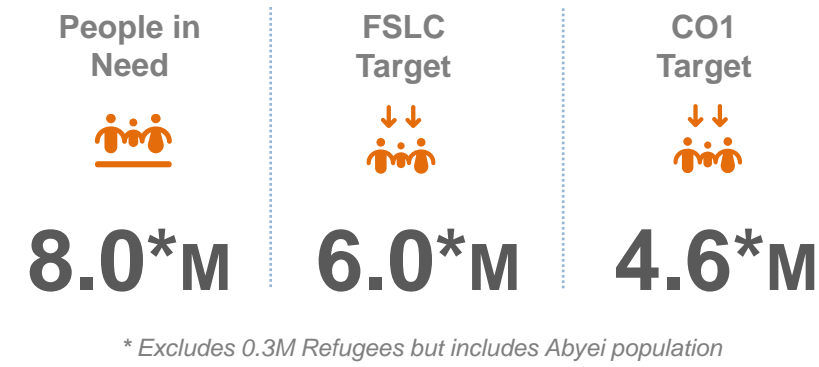 People in
Need
8.0*M
FSLC
Target
6.0*M
CO1
Target
4.6*M
* Excludes 0.3M Refugees but includes Abyei population